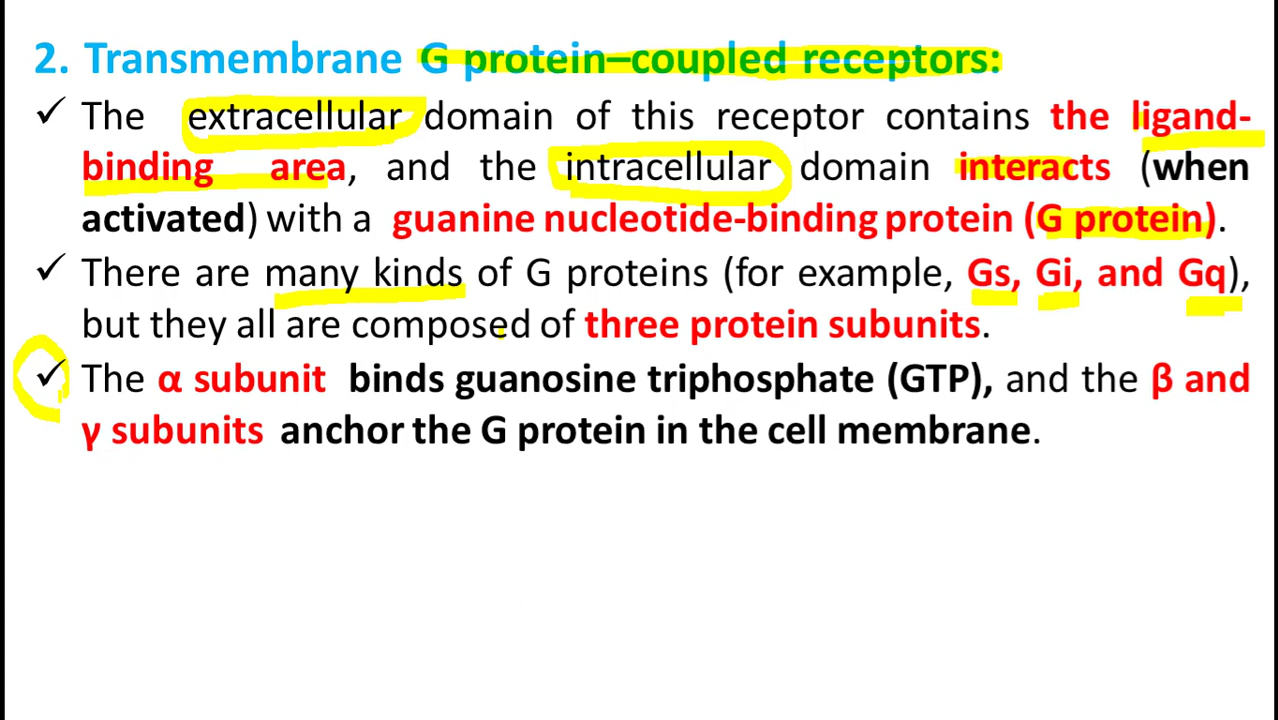 2. Transmembrane G protein–coupled receptors:
✓ The extracellular domain of this receptor contains the ligand-
binding area, and the intracellular domain interacts (when
activated) with a guanine nucleotide-binding protein (G protein).
✓ There are many kinds of G proteins (for example, Gs, Gi, and Gq),
but they all are composed of three protein subunits.
✓ The α subunit binds guanosine triphosphate (GTP), and the β and
γ subunits anchor the G protein in the cell membrane.